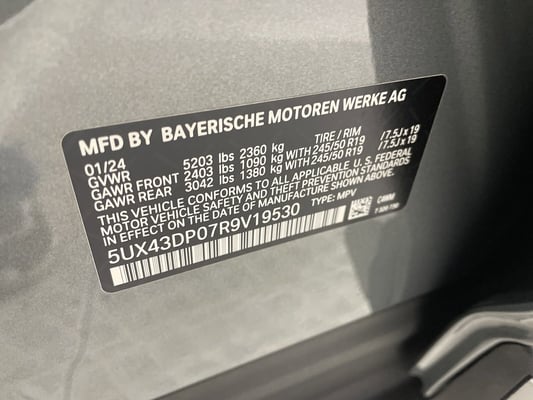 MFD BY BAYERISCHE MOTOREN WERKE AG
01/24
GVWR 5203 lbs 2360 kg TIRE / RIM
GAWR FRONT 2403 lbs 1090 kg WITH 245/50 R19 /7.5J x 19
GAWR REAR 3042 lbs 1380 kg WITH 245/50 R19 /7.5J x 19
THIS VEHICLE CONFORMS TO ALL APPLICABLE U.S. FEDERAL
MOTOR VEHICLE SAFETY AND THEFT PREVENTION STANDARDS
IN EFFECT ON THE DATE OF MANUFACTURE SHOWN ABOVE.
5UX43DP07R9V19530 TYPE: MPV